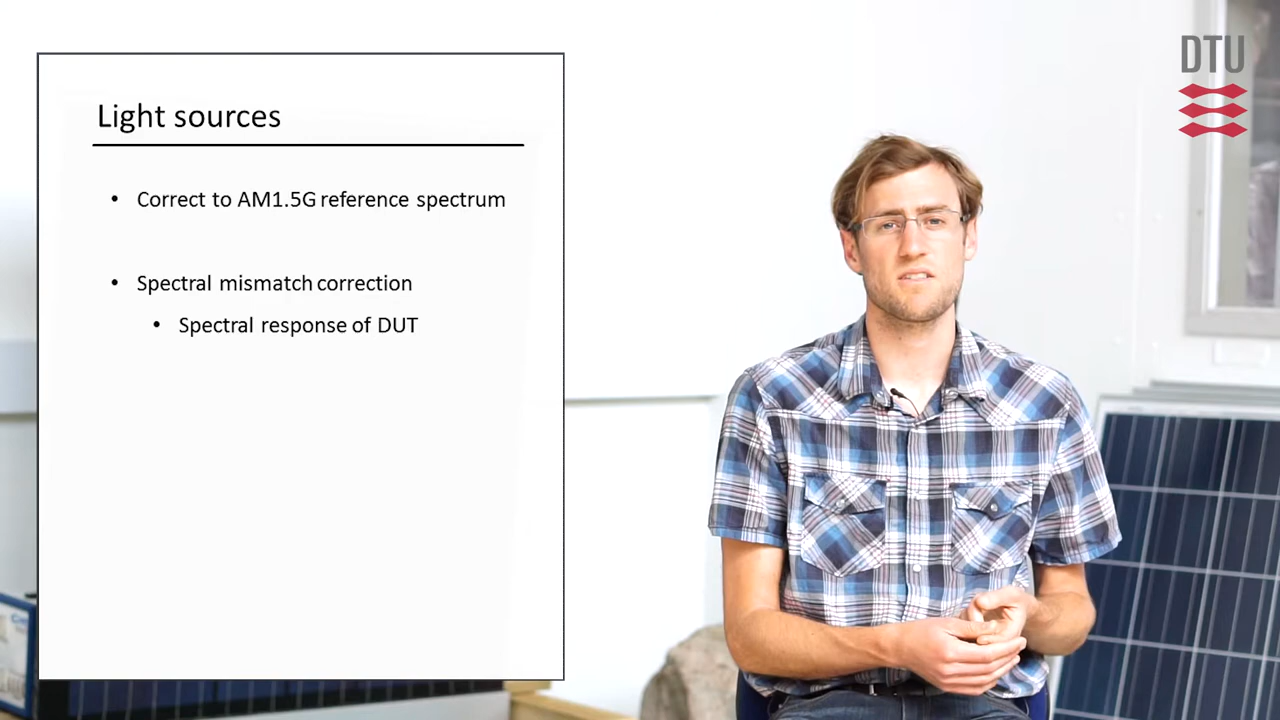 DTU
Light sources
• Correct to AM1.5G reference spectrum
• Spectral mismatch correction
• Spectral response of DUT